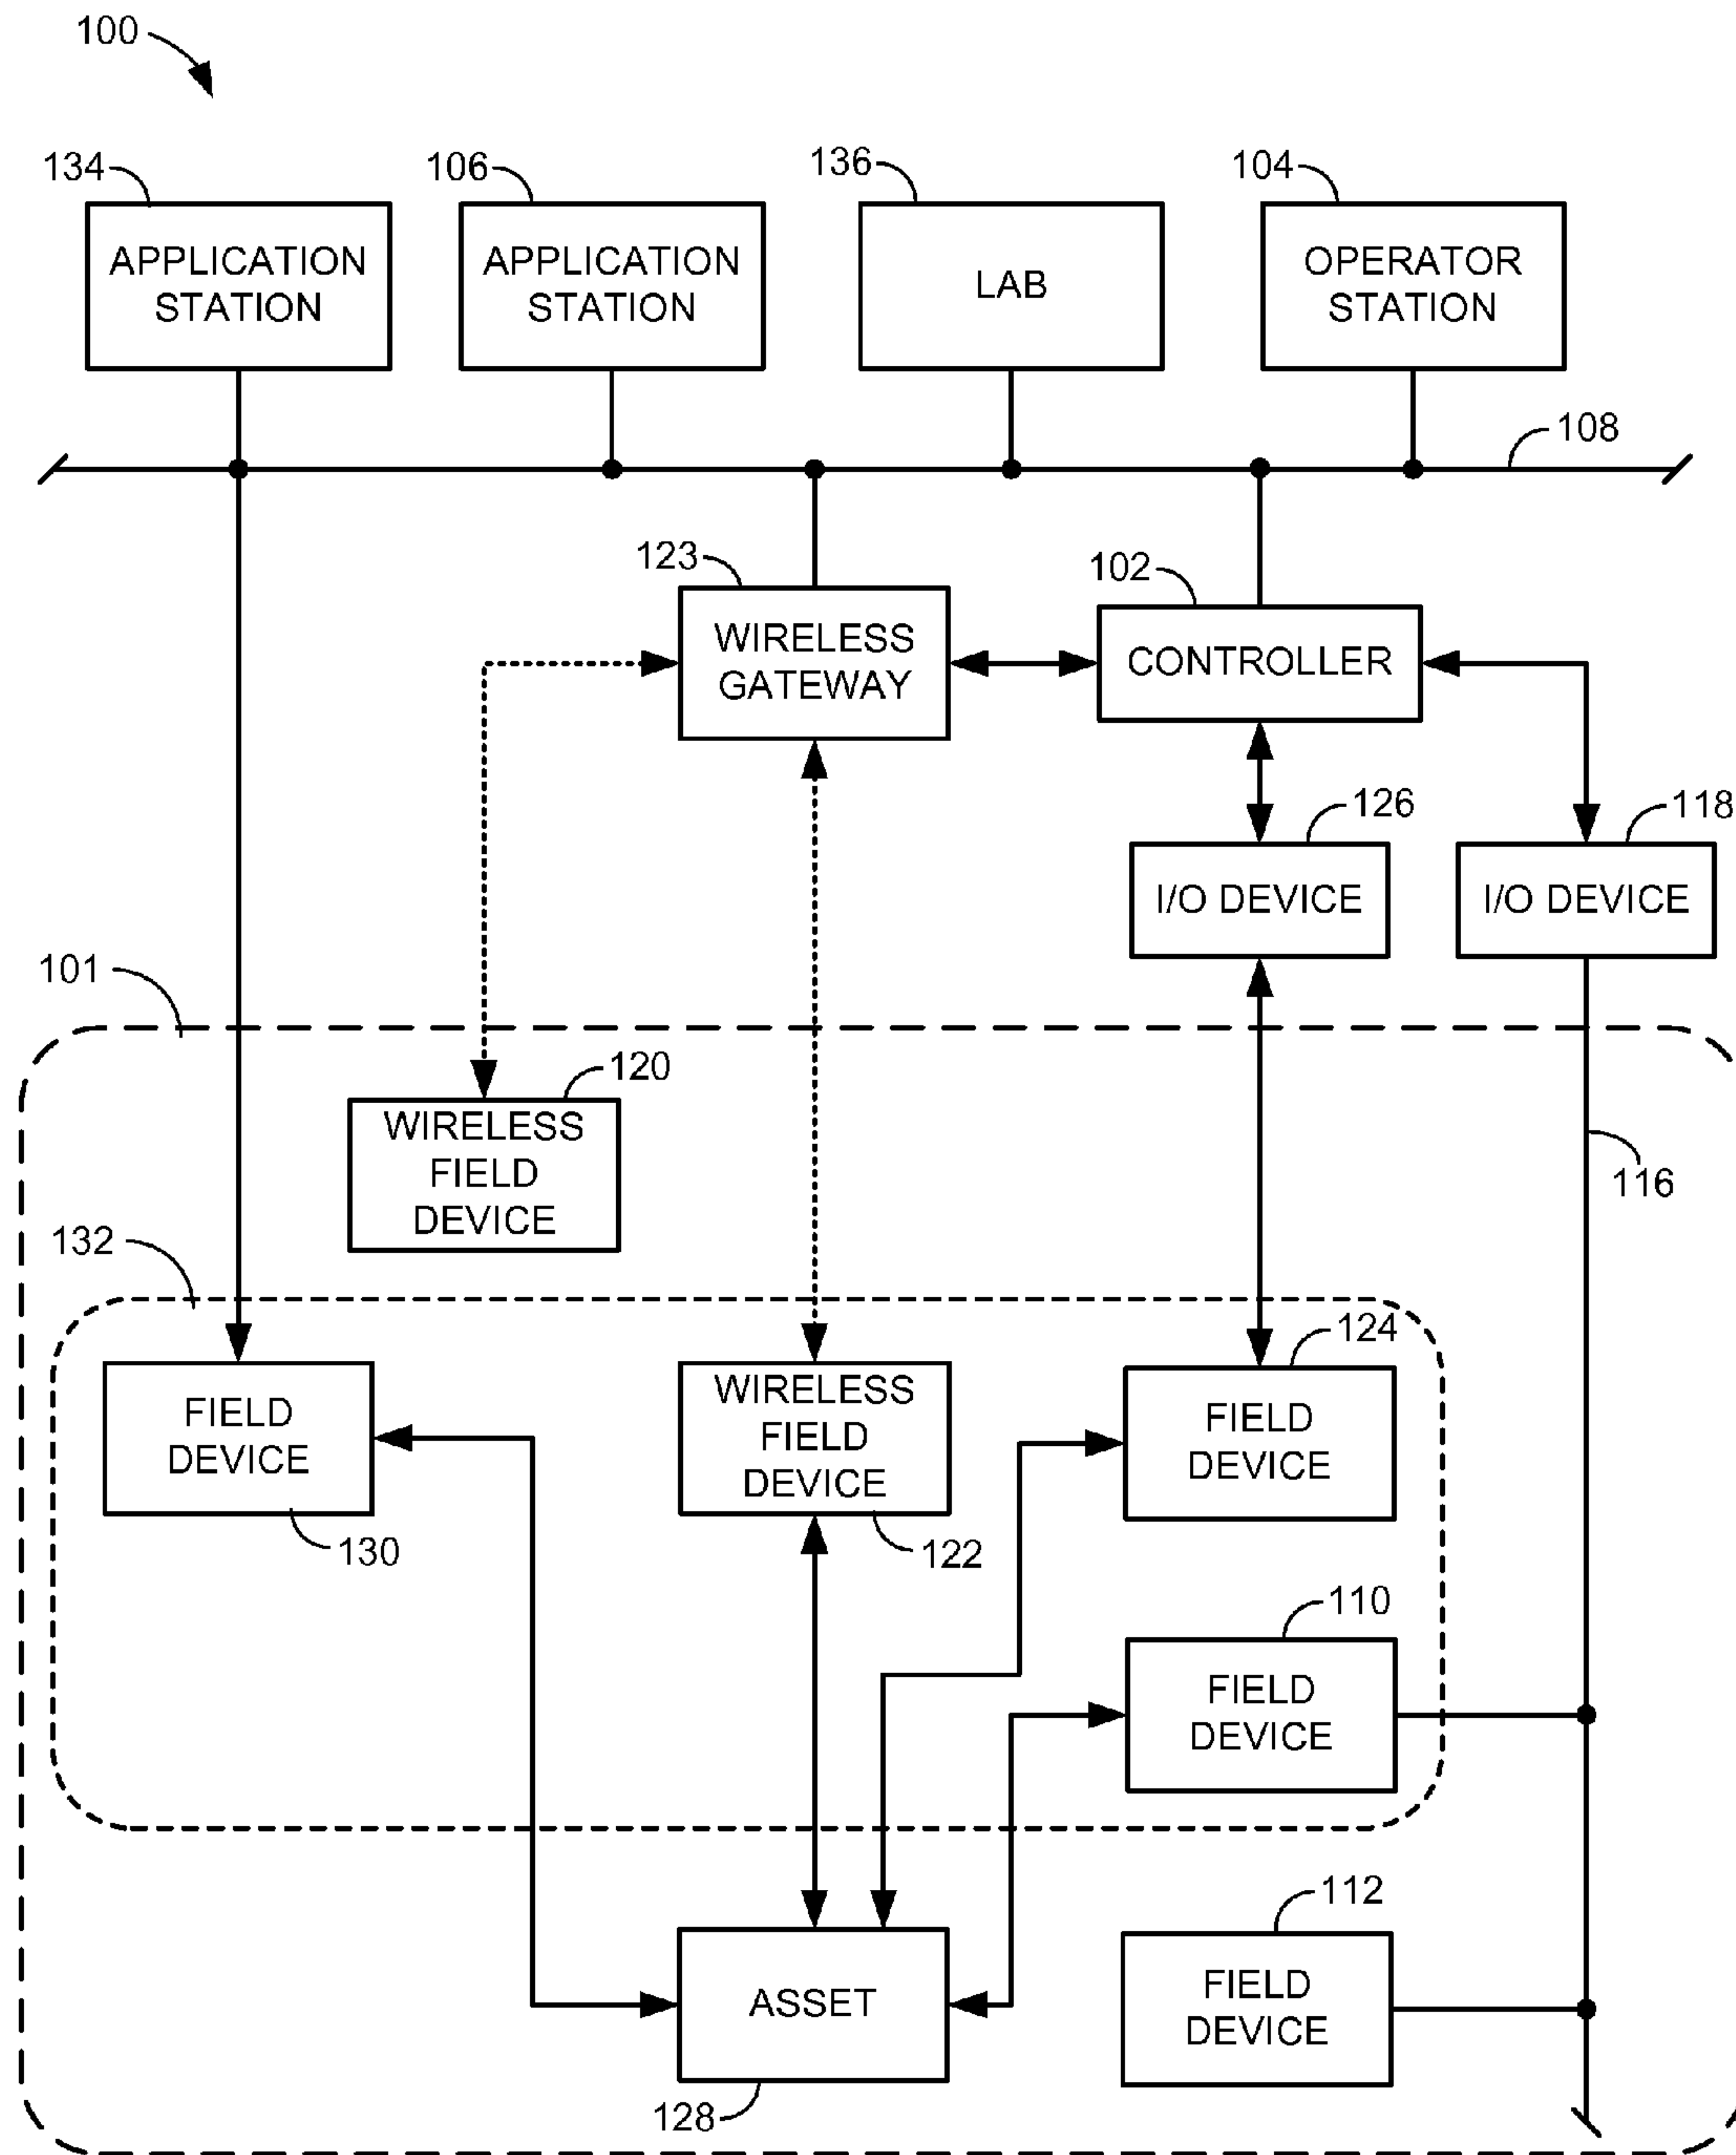 100
134
106
136
104
APPLICATION
STATION
APPLICATION
STATION
LAB
OPERATOR
STATION
108
123
102
WIRELESS
GATEWAY
CONTROLLER
126
118
I/O DEVICE
I/O DEVICE
101
120
WIRELESS
FIELD
DEVICE
116
132
124
FIELD
DEVICE
WIRELESS
FIELD
DEVICE
FIELD
DEVICE
130
122
110
FIELD
DEVICE
112
ASSET
FIELD
DEVICE
128